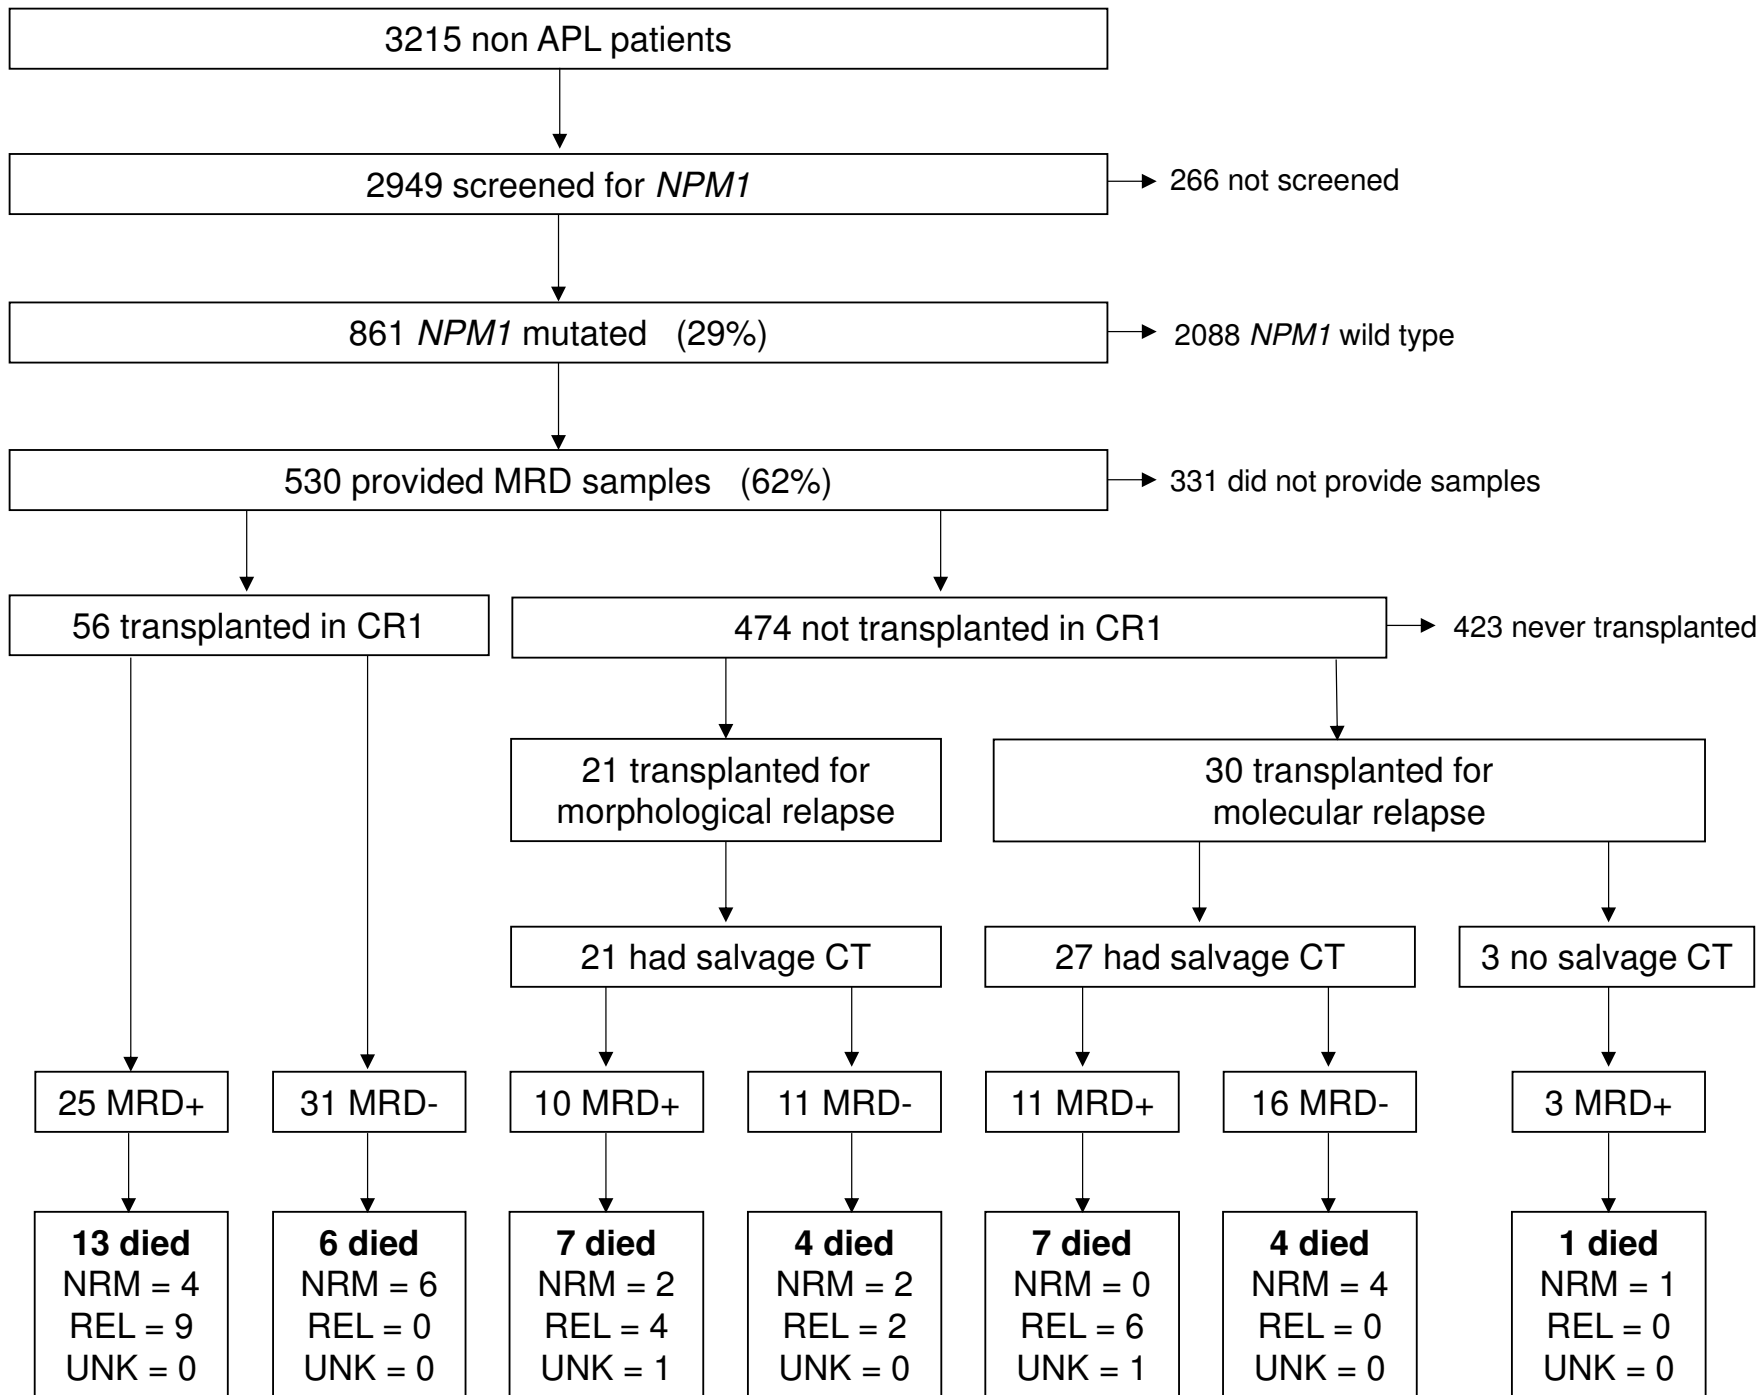 3215 non APL patients
2949 screened for NPM1
266 not screened
861 NPM1 mutated (29%)
2088 NPM1 wild type
530 provided MRD samples (62%)
331 did not provide samples
56 transplanted in CR1
474 not transplanted in CR1
423 never transplanted
21 transplanted for
morphological relapse
30 transplanted for
molecular relapse
21 had salvage CT
27 had salvage CT
3 no salvage CT
25 MRD+
31 MRD-
10 MRD+
11 MRD-
11 MRD+
16 MRD-
3 MRD+
13 died
NRM = 4
REL = 9
UNK = 0
6 died
NRM = 6
REL = 0
UNK = 0
7 died
NRM = 2
REL = 4
UNK = 1
4 died
NRM = 2
REL = 2
UNK = 0
7 died
NRM = 0
REL = 6
UNK = 1
4 died
NRM = 4
REL = 0
UNK = 0
1 died
NRM = 1
REL = 0
UNK = 0